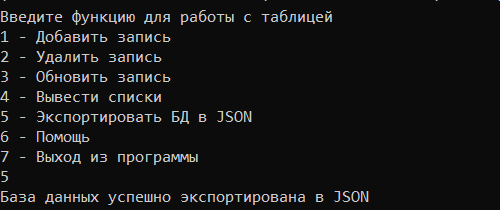 Введите функцию для работы с таблицей
1 - Добавить запись
2 - Удалить запись
3 - Обновить запись
4 - Вывести списки
5 - Экспортировать БД в JSON
6 - Помощь
7 - Выход из программы
5
База данных успешно экспортирована в JSON